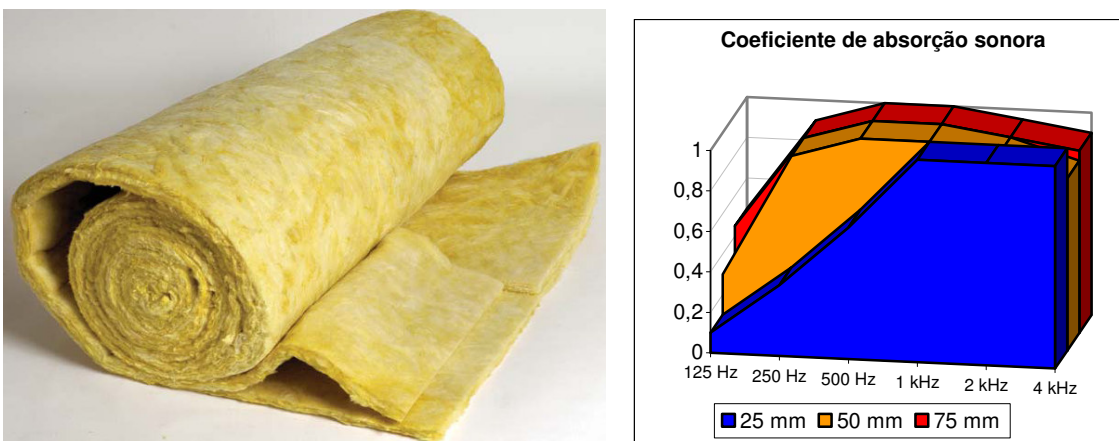 Coeficiente de absorção sonora
1
0,8
0,6
0,4
0,2
0
125 Hz
250 Hz
500 Hz
1 kHz
2 kHz
4 kHz
25 mm 50 mm 75 mm